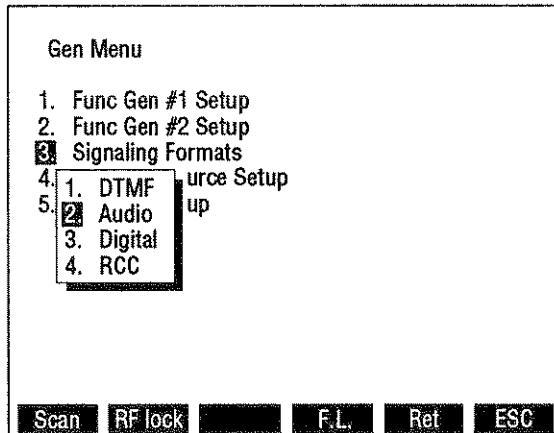 Gen Menu
1. Func Gen #1 Setup
2. Func Gen #2 Setup
3. Signaling Formats
4. urce Setup
5. up
1. DTMF
2. Audio
3. Digital
4. RCC
Scan RF lock F.L. Ret ESC